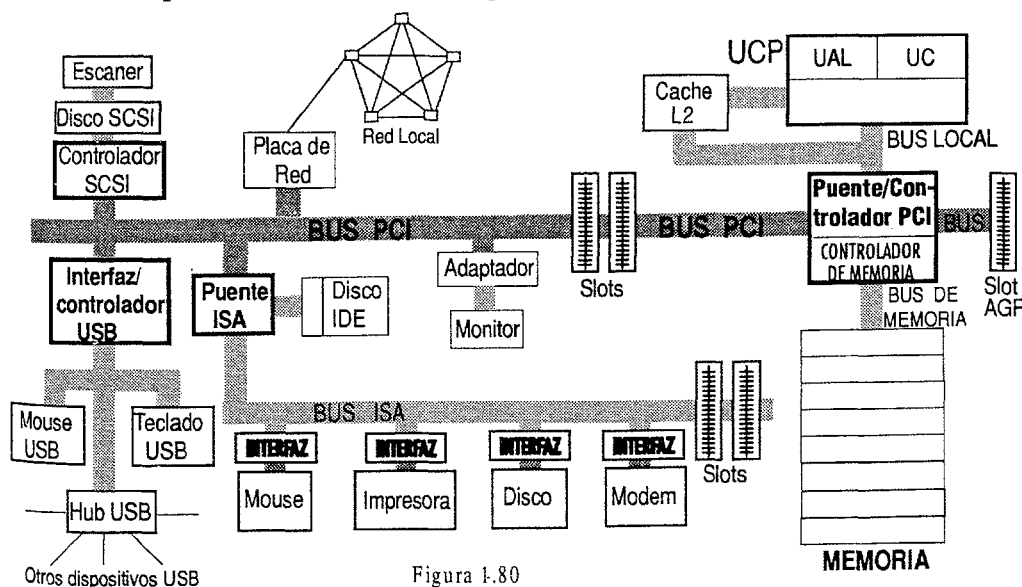 Escaner
Disco SCSI
Controlador
SCSI
Placa de
Red
Red Local
UCP
UAL
UC
Cache
L2
BUS LOCAL
BUS PCI
Slots
BUS PCI
Puente/Con-
trolador PCI
CONTROLADOR
DE MEMORIA
BUS
Slot
AGP
Interfaz/
controlador
USB
Puente
ISA
Disco
IDE
Adaptador
Monitor
BUS DE
MEMORIA
Mouse
USB
Teclado
USB
Hub USB
Otros dispositivos USB
BUS ISA
INTERFAZ
INTERFAZ
INTERFAZ
INTERFAZ
Mouse
Impresora
Disco
Modem
Slots
MEMORIA
Figura 1.80